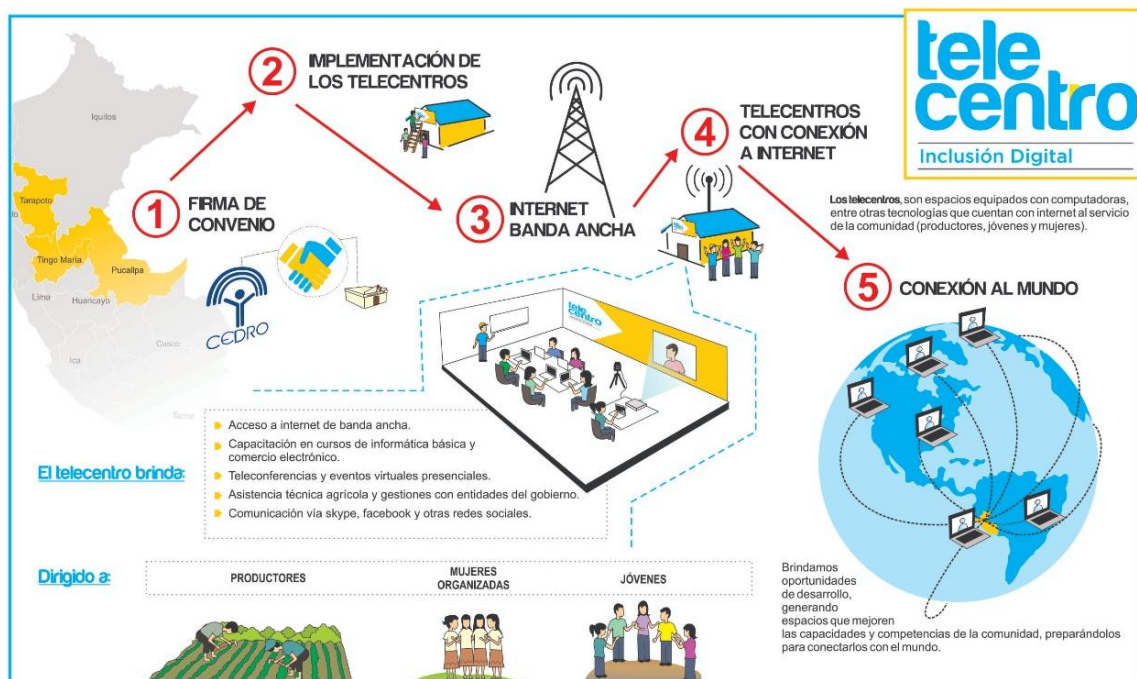 tele
centro
Inclusión Digital
1
FIRMA DE
CONVENIO
2
IMPLEMENTACIÓN DE
LOS TELECENTROS
3
INTERNET
BANDA ANCHA
4
TELECENTROS
CON CONEXIÓN
A INTERNET
Los telecentros, son espacios equipados con computadoras,
entre otras tecnologías que cuentan con internet al servicio
de la comunidad (productores, jóvenes y mujeres).
5
CONEXIÓN AL MUNDO
Iquitos
Tarapoto
Tingo María
Pucallpa
Lima
Huancayo
Cusco
Ica
Tacna
CEDRO
tele
centro
El telecentro brinda:
Acceso a internet de banda ancha.
Capacitación en cursos de informática básica y
comercio electrónico.
Teleconferencias y eventos virtuales presenciales.
Asistencia técnica agrícola y gestiones con entidades del gobierno.
Comunicación vía skype, facebook y otras redes sociales.
Dirigido a:
PRODUCTORES
MUJERES
ORGANIZADAS
JÓVENES
Brindamos
oportunidades
de desarrollo,
generando
espacios que mejoren
las capacidades y competencias de la comunidad, preparándolos
para conectarlos con el mundo.